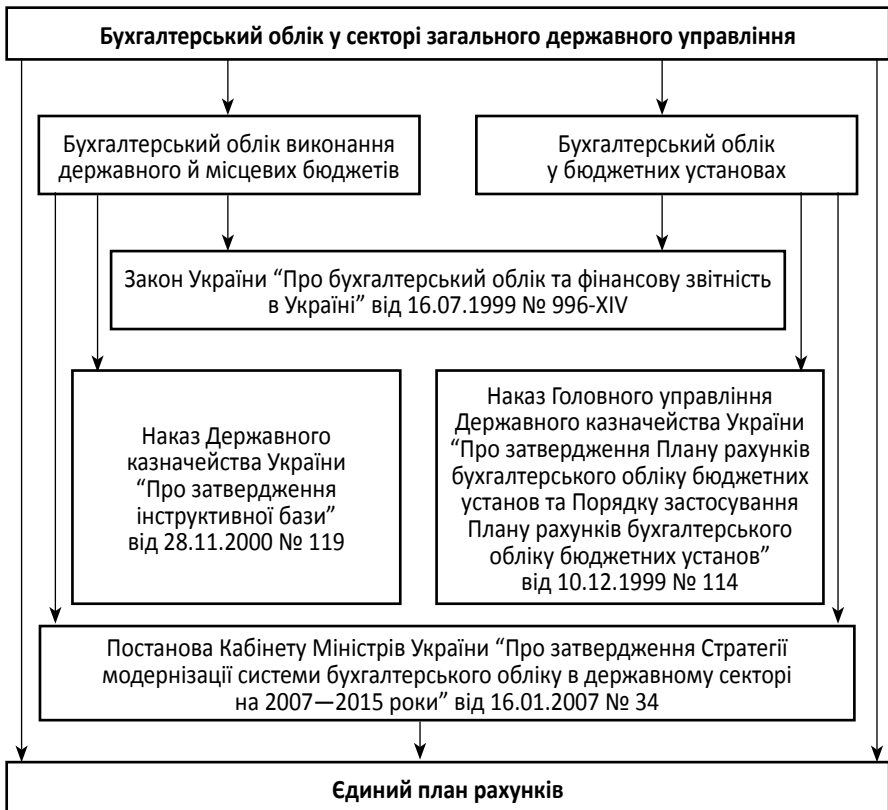 Бухгалтерський облік у секторі загального державного управління
Бухгалтерський облік виконання
державного й місцевих бюджетів
Бухгалтерський облік
у бюджетних установах
Закон України “Про бухгалтерський облік та фінансову звітність
в Україні” від 16.07.1999 № 996-XIV
Наказ Державного
казначейства України
“Про затвердження
інструктивної бази”
від 28.11.2000 № 119
Наказ Головного управління
Державного казначейства України
“Про затвердження Плану рахунків
бухгалтерського обліку бюджетних
установ та Порядку застосування
Плану рахунків бухгалтерського
обліку бюджетних установ”
від 10.12.1999 № 114
Постанова Кабінету Міністрів України “Про затвердження Стратегії
модернізації системи бухгалтерського обліку в державному секторі
на 2007—2015 роки” від 16.01.2007 № 34
Єдиний план рахунків